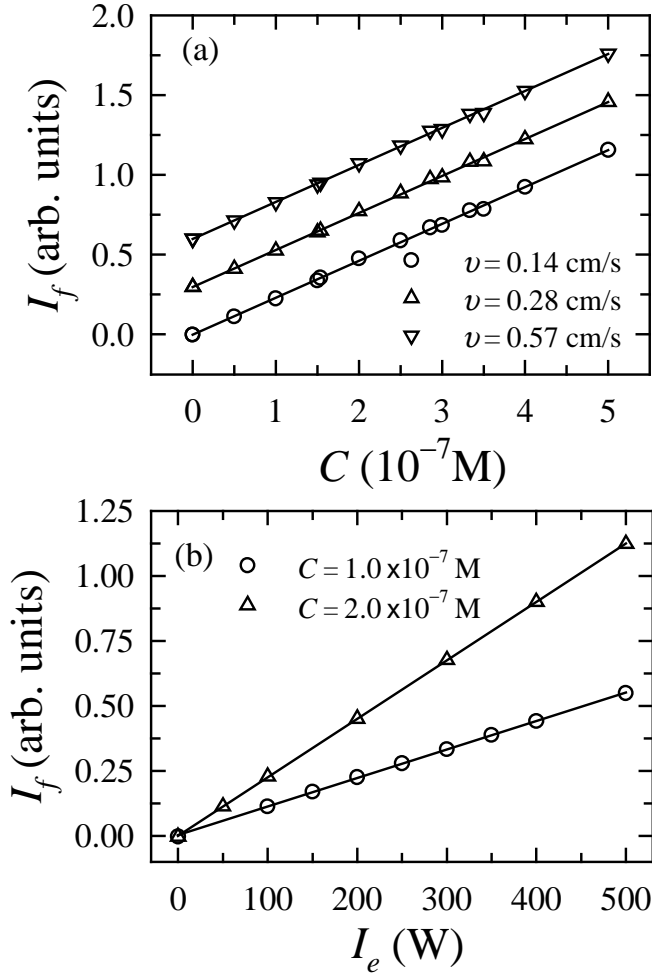 2.0
(a)
1.5
1.0
0.5
0.0
I_f (arb. units)
υ = 0.14 cm/s
υ = 0.28 cm/s
υ = 0.57 cm/s
0 1 2 3 4 5
C (10⁻⁷M)
1.25
(b)
1.00
0.75
0.50
0.25
0.00
I_f (arb. units)
C = 1.0 x10⁻⁷ M
C = 2.0 x10⁻⁷ M
0 100 200 300 400 500
I_e (W)